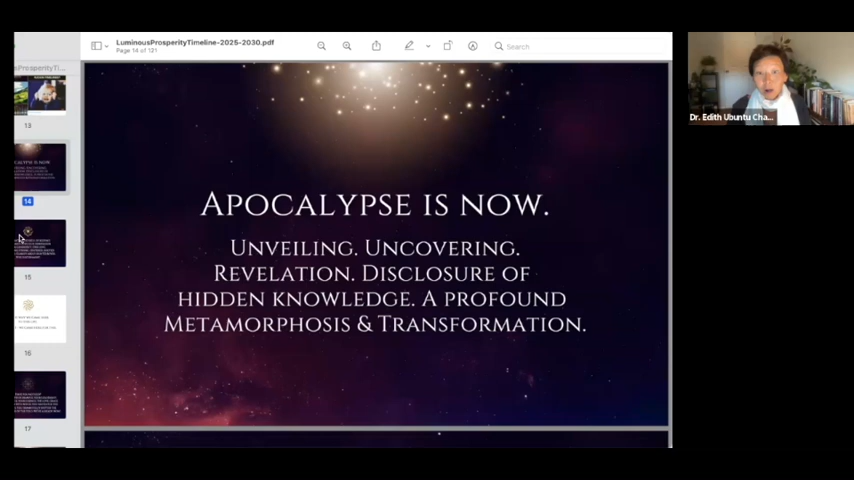 LuminousProsperityTimeline-2025-2030.pdf
Page 14 of 121
Search
sProsperityTi...
13
14
15
16
17
APOCALYPSE IS NOW.
UNVEILING. UNCOVERING.
REVELATION. DISCLOSURE OF
HIDDEN KNOWLEDGE. A PROFOUND
METAMORPHOSIS & TRANSFORMATION.
Dr. Edith Ubuntu Cha...